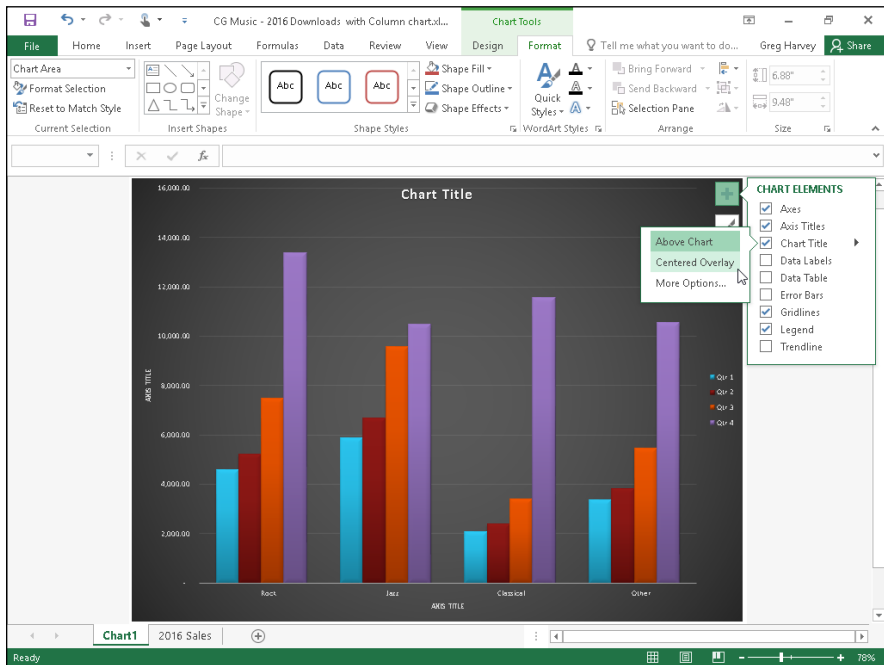 CG Music - 2016 Downloads with Column chart.xl...
Chart Tools
File Home Insert Page Layout Formulas Data Review View Design Format Tell me what you want to do... Greg Harvey Share
Chart Area
Format Selection
Reset to Match Style
Current Selection
Change
Shape
Insert Shapes
Abc Abc Abc
Shape Fill
Shape Outline
Shape Effects
Shape Styles
A
Quick
Styles
A
A
A
WordArt Styles
Bring Forward
Send Backward
Selection Pane
Arrange
6.88"
9.48"
Size
fx
Chart Title
16,000.00
14,000.00
12,000.00
10,000.00
8,000.00
6,000.00
4,000.00
2,000.00
-
AXIS TITLE
Rock Jazz Classical Other
AXIS TITLE
Qtr 1
Qtr 2
Qtr 3
Qtr 4
Above Chart
Centered Overlay
More Options...
CHART ELEMENTS
Axes
Axis Titles
Chart Title
Data Labels
Data Table
Error Bars
Gridlines
Legend
Trendline
Chart1 2016 Sales
Ready
78%